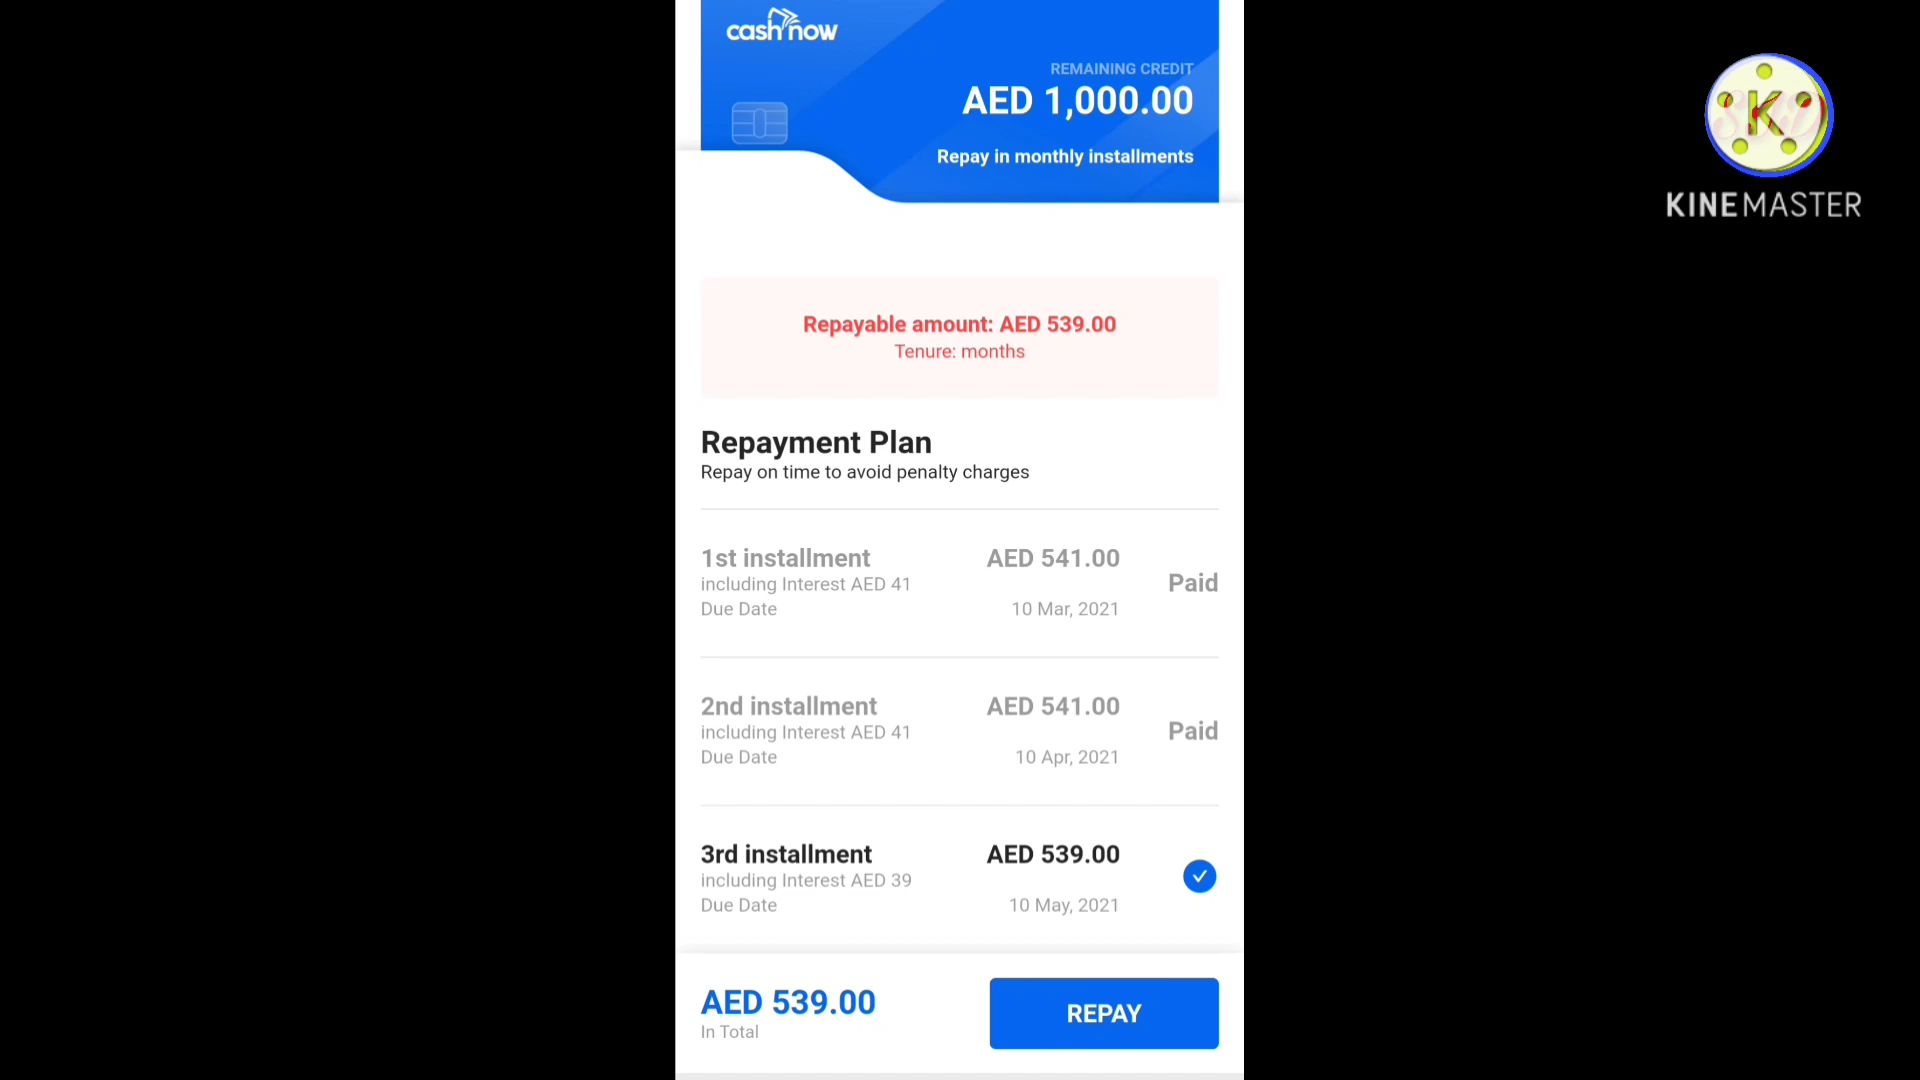 cash now
REMAINING CREDIT
AED 1,000.00
Repay in monthly installments
K
KINEMASTER
Repayable amount: AED 539.00
Tenure: months
Repayment Plan
Repay on time to avoid penalty charges
1st installment AED 541.00
including Interest AED 41 Paid
Due Date 10 Mar, 2021
2nd installment AED 541.00
including Interest AED 41 Paid
Due Date 10 Apr, 2021
3rd installment AED 539.00
including Interest AED 39
Due Date 10 May, 2021
AED 539.00
In Total
REPAY